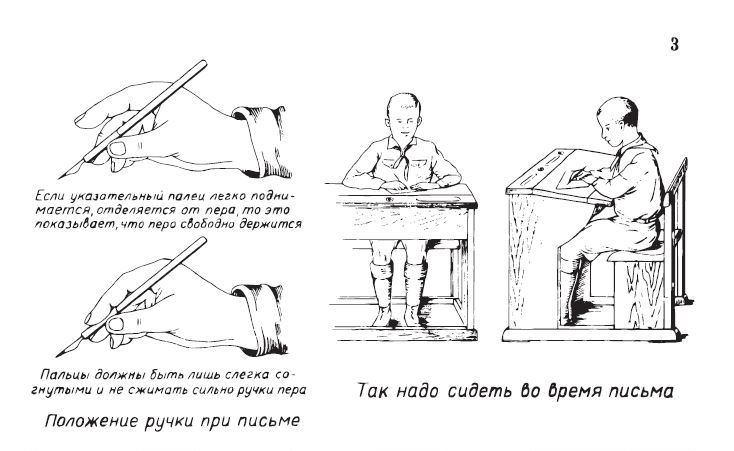 3
Если указательный палец легко подни-
мается, отделяется от пера, то это
показывает, что перо свободно держится
Пальцы должны быть лишь слегка со-
гнутыми и не сжимать сильно ручки пера
Положение ручки при письме
Так надо сидеть во время письма